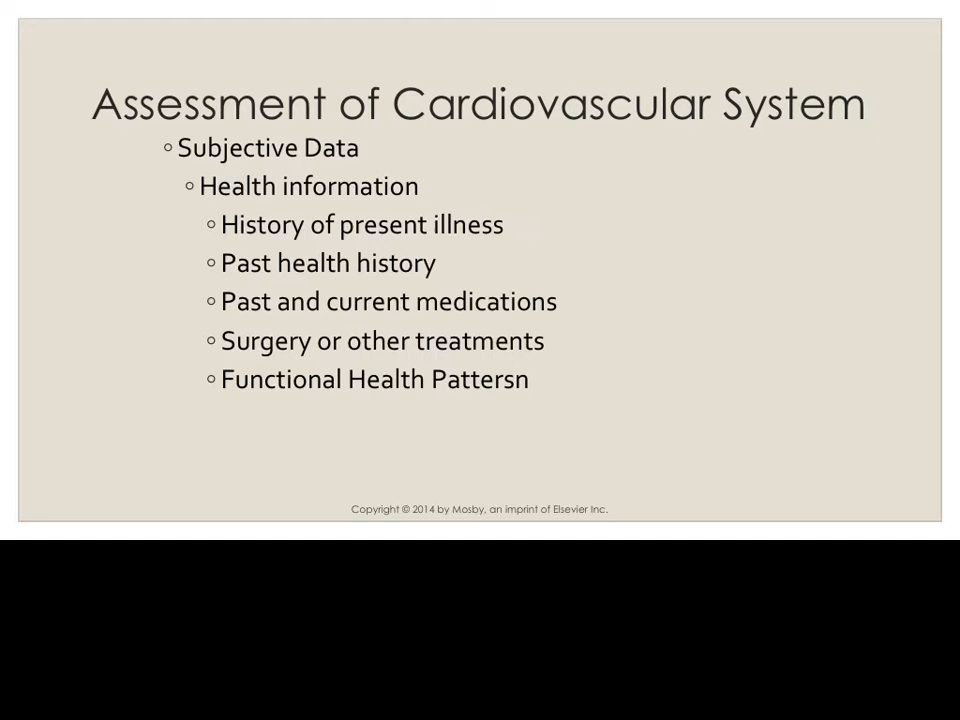 Assessment of Cardiovascular System
◦ Subjective Data
◦ Health information
◦ History of present illness
◦ Past health history
◦ Past and current medications
◦ Surgery or other treatments
◦ Functional Health Pattersn
Copyright © 2014 by Mosby, an imprint of Elsevier Inc.